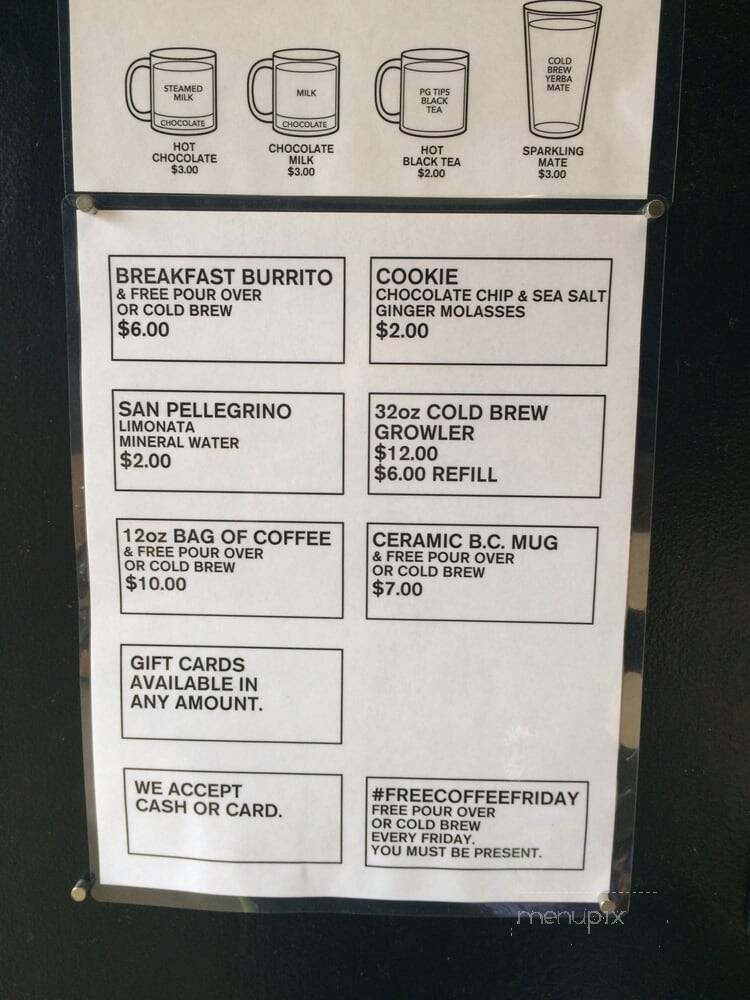 STEAMED
MILK
CHOCOLATE
HOT
CHOCOLATE
$3.00
MILK
CHOCOLATE
CHOCOLATE
MILK
$3.00
PG TIPS
BLACK
TEA
HOT
BLACK TEA
$2.00
COLD
BREW
YERBA
MATE
SPARKLING
MATE
$3.00
BREAKFAST BURRITO
& FREE POUR OVER
OR COLD BREW
$6.00
COOKIE
CHOCOLATE CHIP & SEA SALT
GINGER MOLASSES
$2.00
SAN PELLEGRINO
LIMONATA
MINERAL WATER
$2.00
32oz COLD BREW
GROWLER
$12.00
$6.00 REFILL
12oz BAG OF COFFEE
& FREE POUR OVER
OR COLD BREW
$10.00
CERAMIC B.C. MUG
& FREE POUR OVER
OR COLD BREW
$7.00
GIFT CARDS
AVAILABLE IN
ANY AMOUNT.
WE ACCEPT
CASH OR CARD.
#FREECOFFEEFRIDAY
FREE POUR OVER
OR COLD BREW
EVERY FRIDAY.
YOU MUST BE PRESENT.
menupix